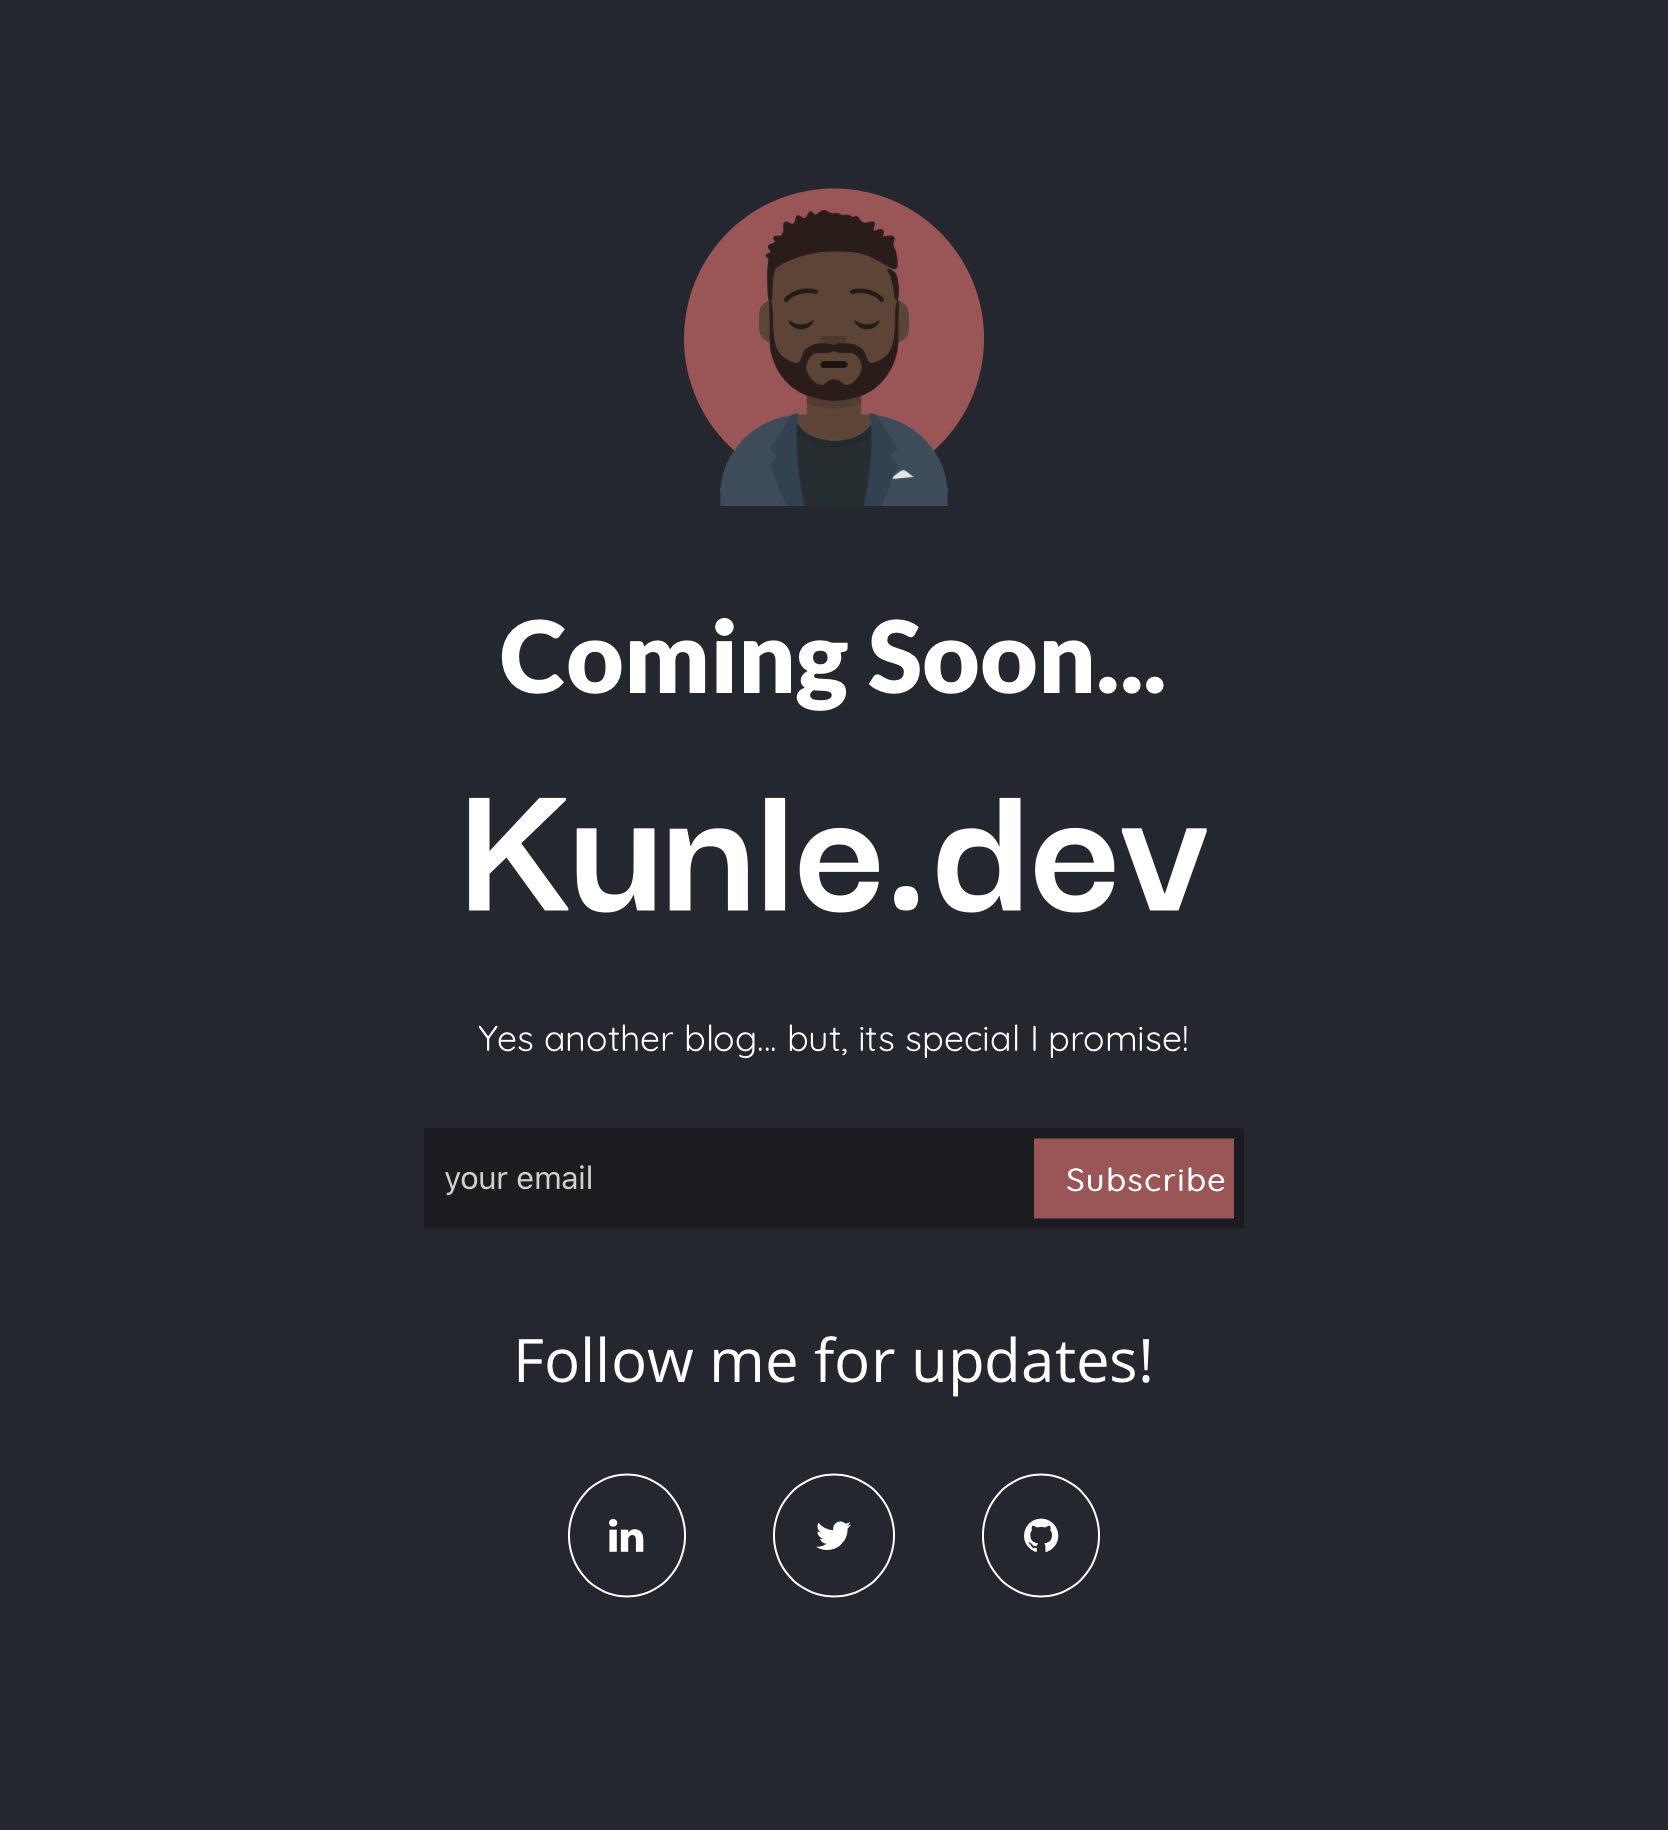 Coming Soon...
Kunle.dev
Yes another blog... but, its special I promise!
your email
Subscribe
Follow me for updates!
in